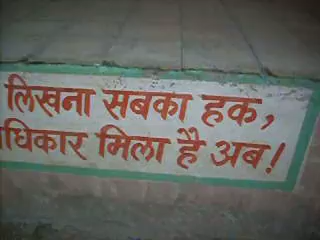 लिखना सबका हक,
धिकार मिला है अब!